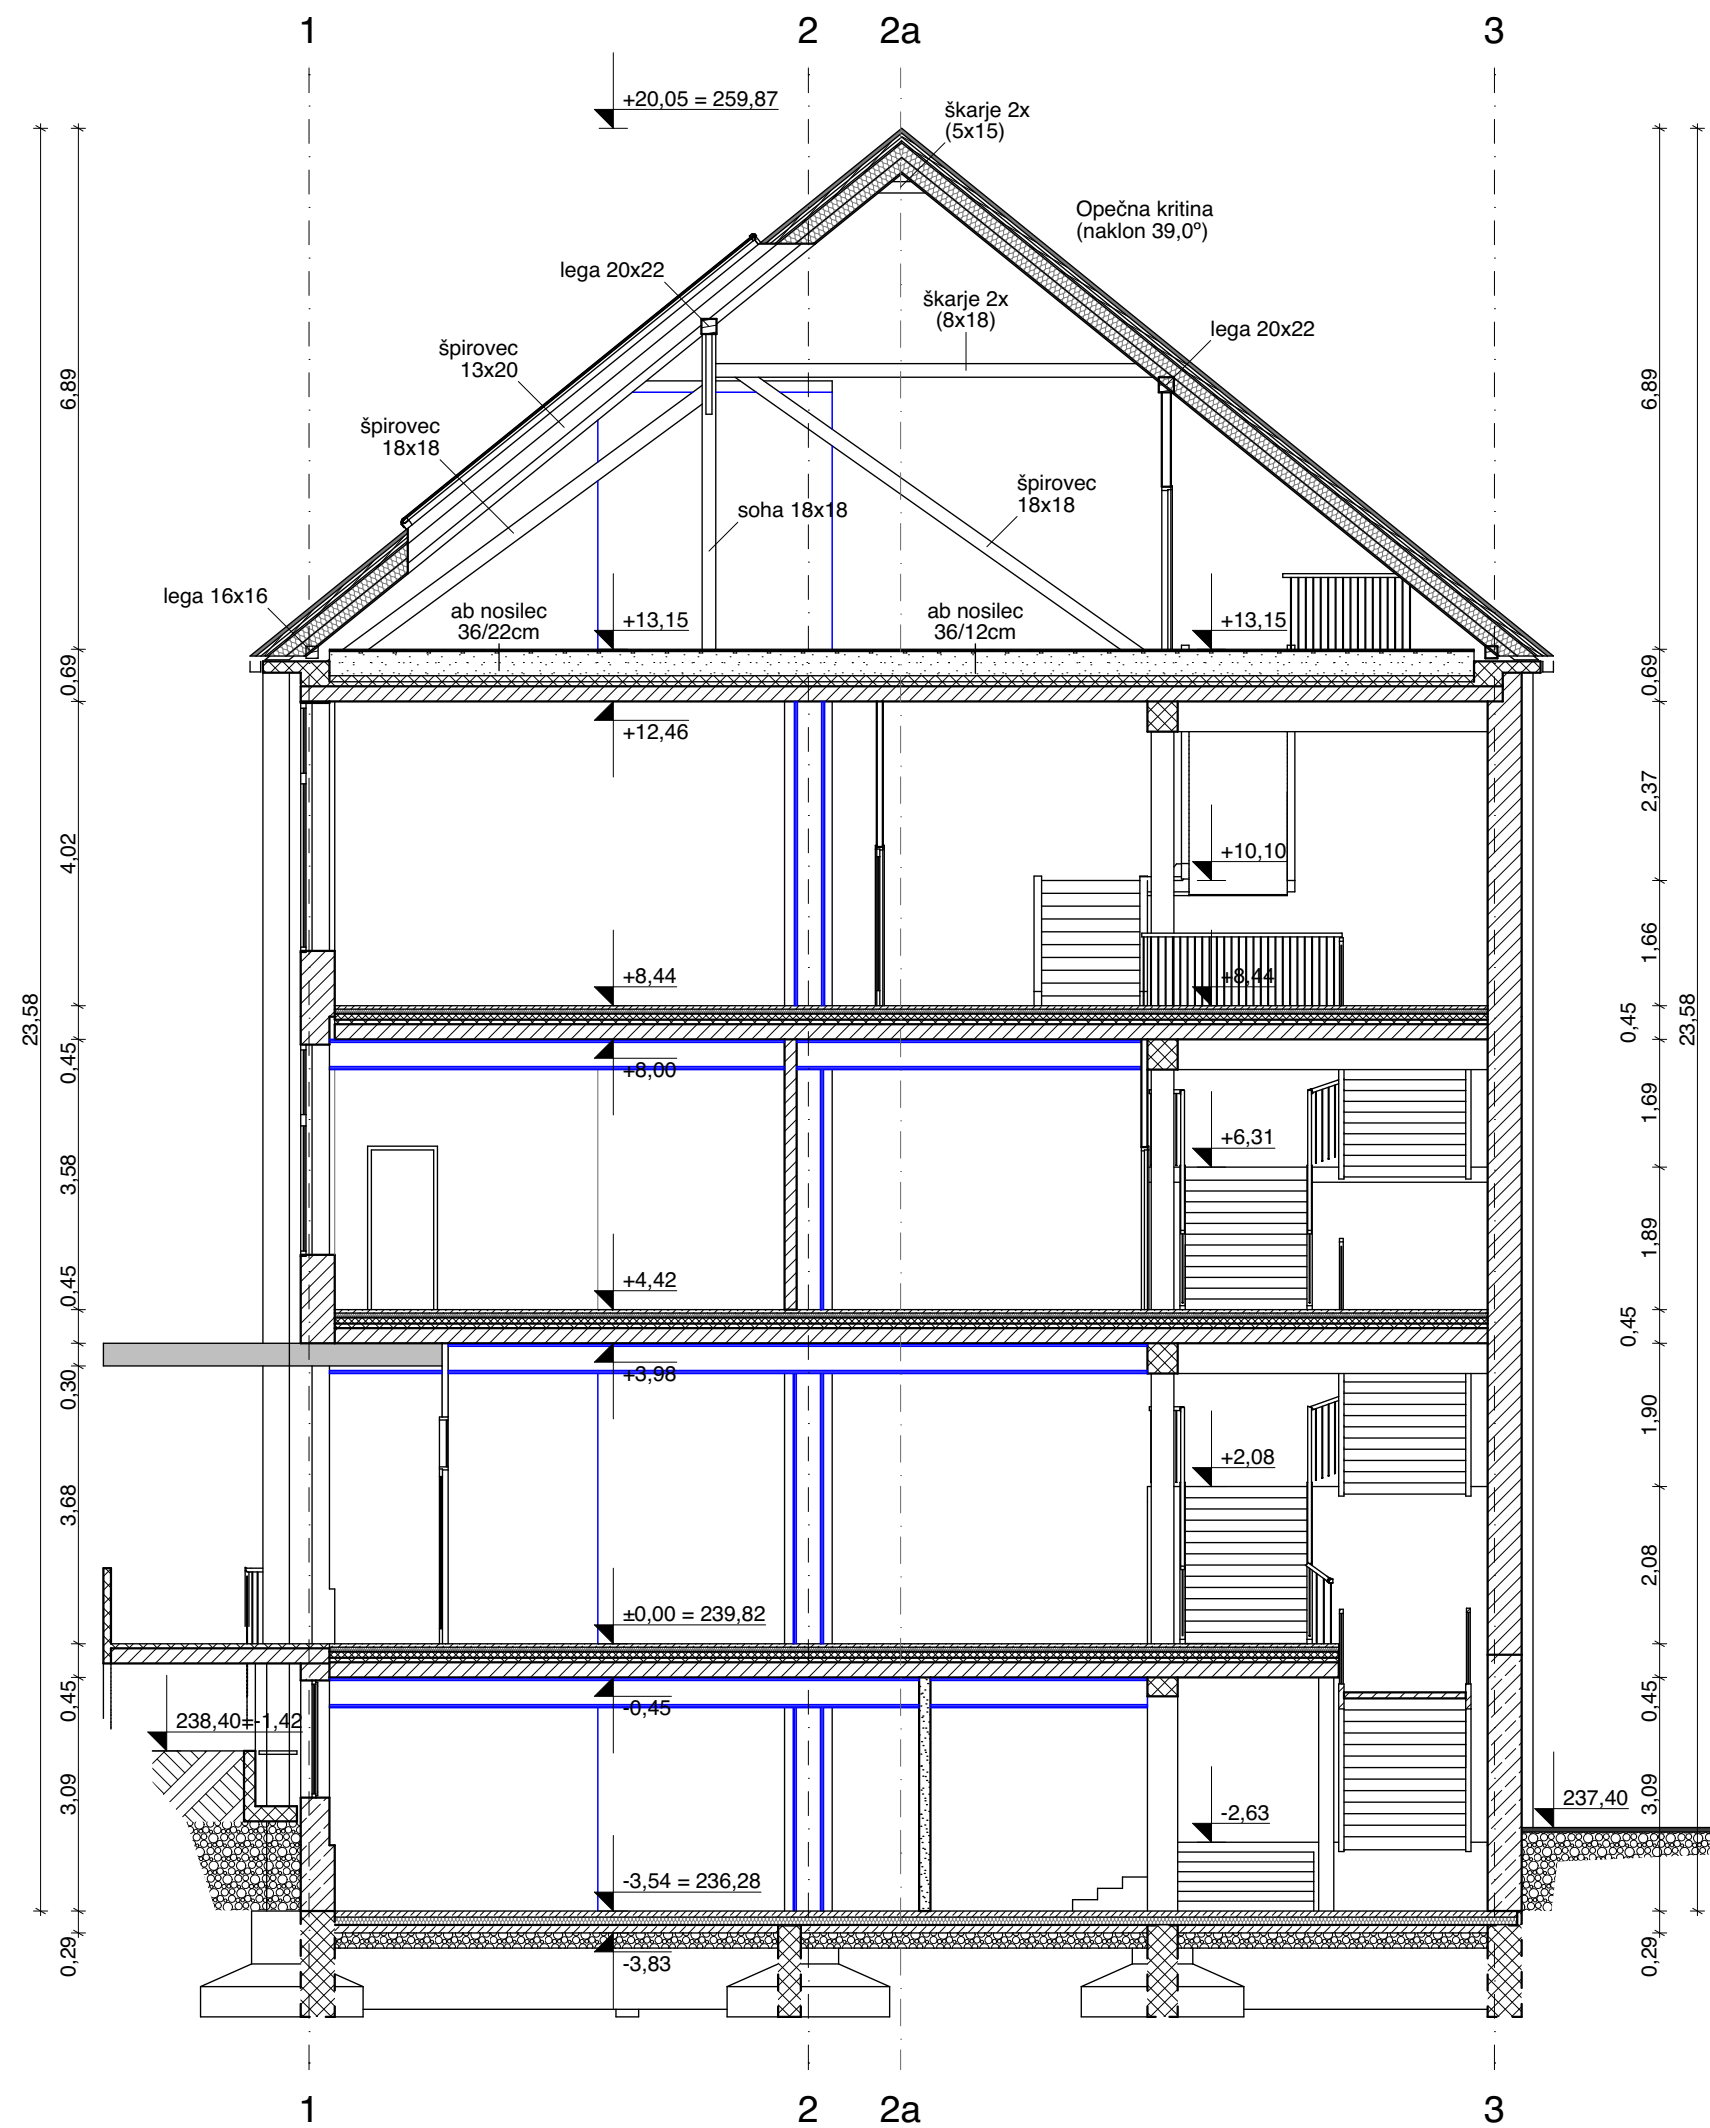 1
2
2a
3
+20,05 = 259,87
škarje 2x
(5x15)
Opečna kritina
(naklon 39,0º)
lega 20x22
škarje 2x
(8x18)
lega 20x22
špirovec
13x20
špirovec
18x18
soha 18x18
špirovec
18x18
lega 16x16
ab nosilec
36/22cm
+13,15
ab nosilec
36/12cm
+13,15
+12,46
+10,10
+8,44
+8,44
+8,00
+6,31
+4,42
+3,98
+2,08
±0,00 = 239,82
-0,45
238,40=-1,42
-2,63
237,40
-3,54 = 236,28
-3,83
23,58
6,89
0,69
4,02
0,45
3,58
0,45
0,30
3,68
0,45
3,09
0,29
6,89
0,69
2,37
1,66
0,45
1,69
1,89
0,45
1,90
2,08
0,45
3,09
0,29
23,58
1
2
2a
3